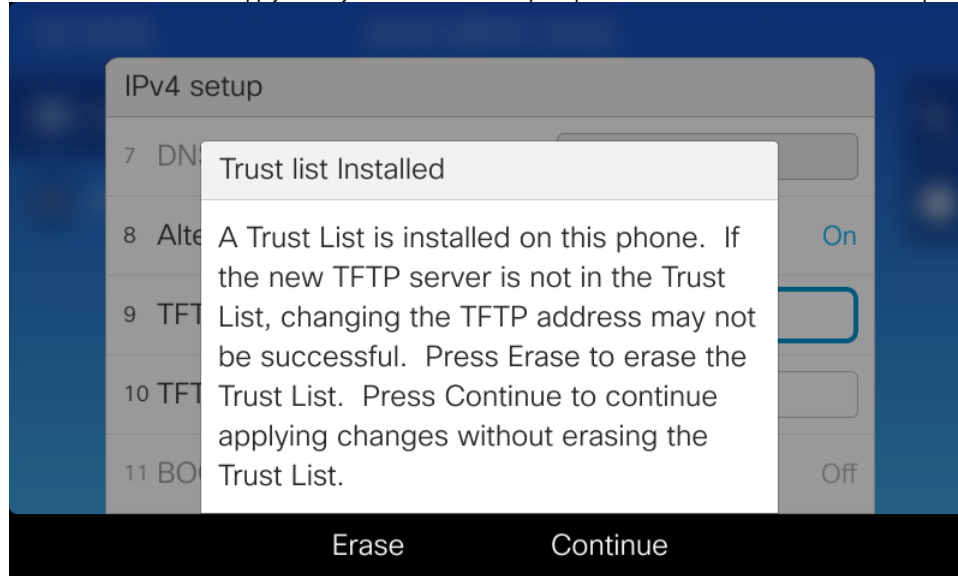 IPv4 setup
7 DN
Trust list Installed
8 Alte
On
A Trust List is installed on this phone. If
the new TFTP server is not in the Trust
List, changing the TFTP address may not
be successful. Press Erase to erase the
Trust List. Press Continue to continue
applying changes without erasing the
Trust List.
9 TFT
10 TFT
11 BO
Off
Erase Continue